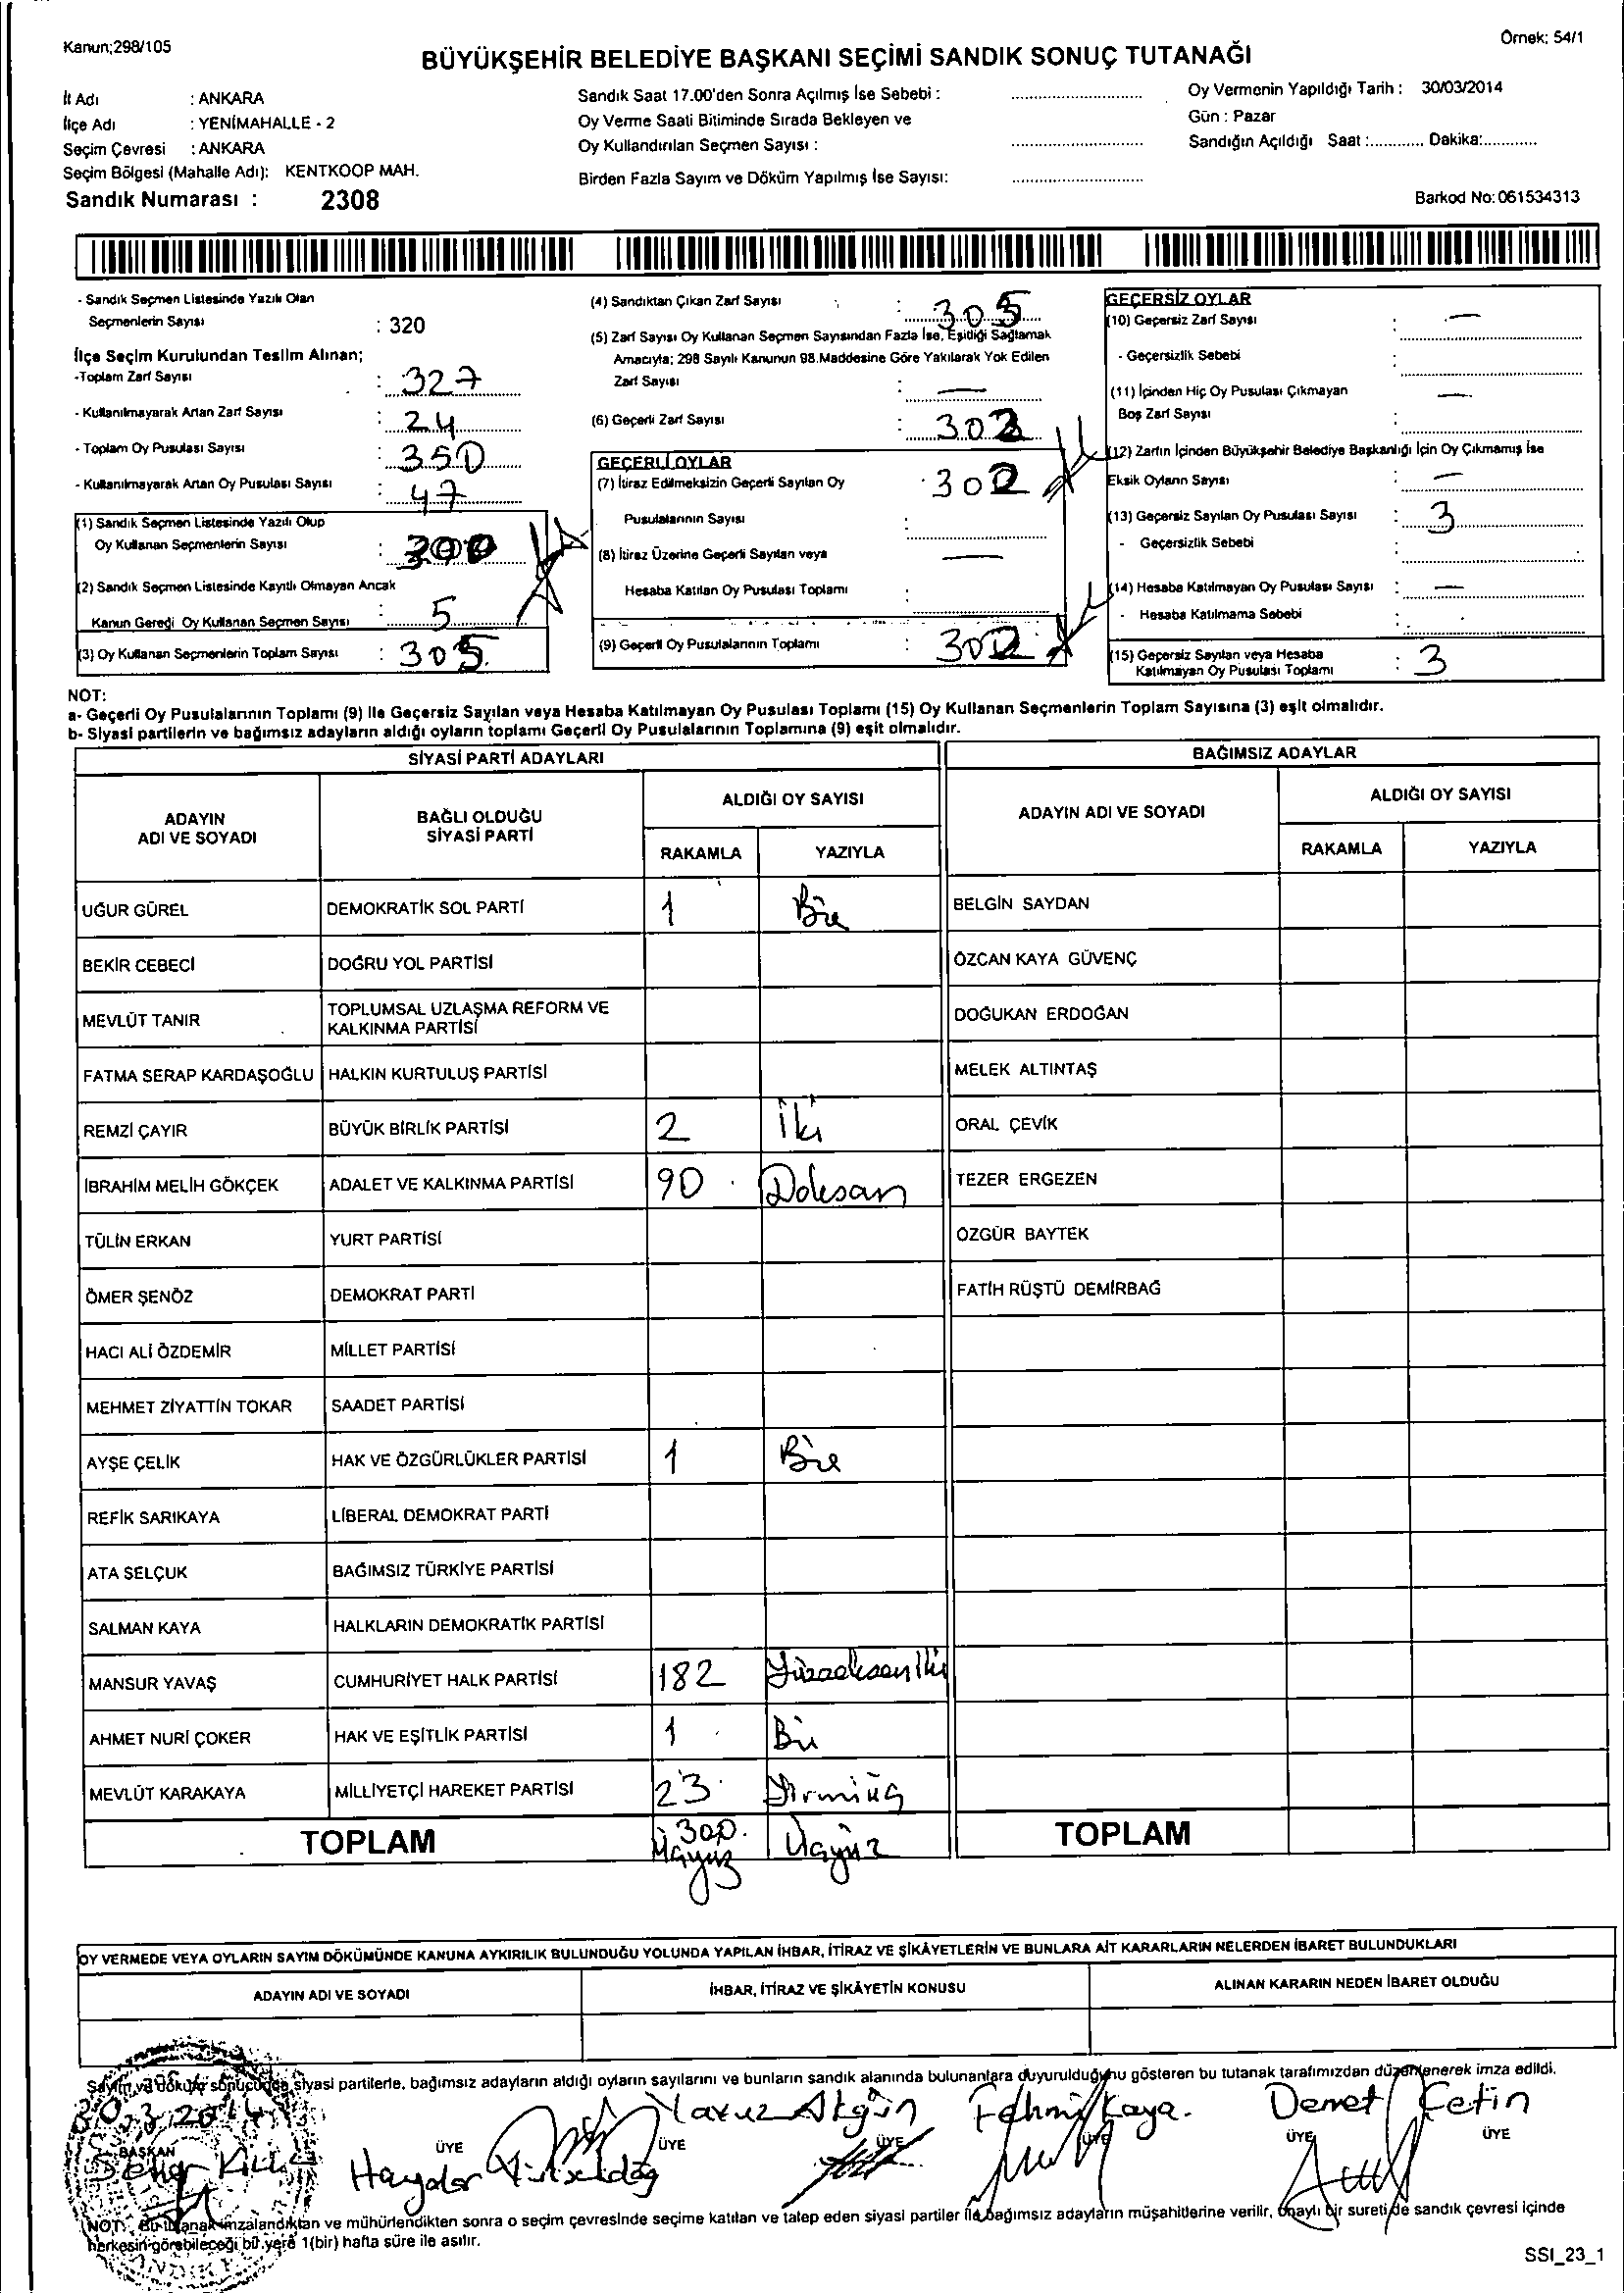 Kanun;298/105
Örnek: 54/1
BÜYÜKŞEHİR BELEDİYE BAŞKANI SEÇİMİ SANDIK SONUÇ TUTANAĞI
İl Adı : ANKARA
İlçe Adı : YENİMAHALLE - 2
Seçim Çevresi : ANKARA
Seçim Bölgesi (Mahalle Adı): KENTKOOP MAH.
Sandık Numarası : 2308
Sandık Saat 17.00'den Sonra Açılmış İse Sebebi :
Oy Verme Saati Bitiminde Sırada Bekleyen ve
Oy Kullandırılan Seçmen Sayısı :
Birden Fazla Sayım ve Döküm Yapılmış İse Sayısı:
Oy Vermenin Yapıldığı Tarih : 30/03/2014
Gün : Pazar
Sandığın Açıldığı Saat :............ Dakika:............
Barkod No: 061534313
- Sandık Seçmen Listesinde Yazılı Olan
Seçmenlerin Sayısı : 320
İlçe Seçim Kurulundan Teslim Alınan;
-Toplam Zarf Sayısı : 327
- Kullanılmayarak Artan Zarf Sayısı : 24
- Toplam Oy Pusulası Sayısı : 350
- Kullanılmayarak Artan Oy Pusulası Sayısı : 47
(1) Sandık Seçmen Listesinde Yazılı Olup
Oy Kullanan Seçmenlerin Sayısı : 300
(2) Sandık Seçmen Listesinde Kayıtlı Olmayan Ancak
Kanun Gereği Oy Kullanan Seçmen Sayısı : 5
(3) Oy Kullanan Seçmenlerin Toplam Sayısı : 305
(4) Sandıktan Çıkan Zarf Sayısı : 305
(5) Zarf Sayısı Oy Kullanan Seçmen Sayısından Fazla İse, Eşitliği Sağlamak
Amacıyla; 298 Sayılı Kanunun 98.Maddesine Göre Yakılarak Yok Edilen
Zarf Sayısı : —
(6) Geçerli Zarf Sayısı : 302
GEÇERLİ OYLAR
(7) İtiraz Edilmeksizin Geçerli Sayılan Oy
Pusulalarının Sayısı : 302
(8) İtiraz Üzerine Geçerli Sayılan veya
Hesaba Katılan Oy Pusulası Toplamı : —
(9) Geçerli Oy Pusulalarının Toplamı : 302
GEÇERSİZ OYLAR
(10) Geçersiz Zarf Sayısı : —
- Geçersizlik Sebebi :
(11) İçinden Hiç Oy Pusulası Çıkmayan
Boş Zarf Sayısı : —
(12) Zarfın İçinden Büyükşehir Belediye Başkanlığı İçin Oy Çıkmamış İse
Eksik Oyların Sayısı : —
(13) Geçersiz Sayılan Oy Pusulası Sayısı : 3
- Geçersizlik Sebebi :
(14) Hesaba Katılmayan Oy Pusulası Sayısı : —
- Hesaba Katılmama Sebebi :
(15) Geçersiz Sayılan veya Hesaba
Katılmayan Oy Pusulası Toplamı : 3
NOT:
a- Geçerli Oy Pusulalarının Toplamı (9) ile Geçersiz Sayılan veya Hesaba Katılmayan Oy Pusulası Toplamı (15) Oy Kullanan Seçmenlerin Toplam Sayısına (3) eşit olmalıdır.
b- Siyasi partilerin ve bağımsız adayların aldığı oyların toplamı Geçerli Oy Pusulalarının Toplamına (9) eşit olmalıdır.
SİYASİ PARTİ ADAYLARI
BAĞIMSIZ ADAYLAR
ADAYIN ADI VE SOYADI
BAĞLI OLDUĞU SİYASİ PARTİ
ALDIĞI OY SAYISI
RAKAMLA YAZIYLA
ADAYIN ADI VE SOYADI
ALDIĞI OY SAYISI
RAKAMLA YAZIYLA
UĞUR GÜREL DEMOKRATİK SOL PARTİ 1 Bir BELGİN SAYDAN
BEKİR CEBECİ DOĞRU YOL PARTİSİ ÖZCAN KAYA GÜVENÇ
MEVLÜT TANIR TOPLUMSAL UZLAŞMA REFORM VE KALKINMA PARTİSİ DOĞUKAN ERDOĞAN
FATMA SERAP KARDAŞOĞLU HALKIN KURTULUŞ PARTİSİ MELEK ALTINTAŞ
REMZİ ÇAYIR BÜYÜK BİRLİK PARTİSİ 2 İki ORAL ÇEVİK
İBRAHİM MELİH GÖKÇEK ADALET VE KALKINMA PARTİSİ 90 Doksan TEZER ERGEZEN
TÜLİN ERKAN YURT PARTİSİ ÖZGÜR BAYTEK
ÖMER ŞENÖZ DEMOKRAT PARTİ FATİH RÜŞTÜ DEMİRBAĞ
HACI ALİ ÖZDEMİR MİLLET PARTİSİ
MEHMET ZİYATTİN TOKAR SAADET PARTİSİ
AYŞE ÇELİK HAK VE ÖZGÜRLÜKLER PARTİSİ 1 Bir
REFİK SARIKAYA LİBERAL DEMOKRAT PARTİ
ATA SELÇUK BAĞIMSIZ TÜRKİYE PARTİSİ
SALMAN KAYA HALKLARIN DEMOKRATİK PARTİSİ
MANSUR YAVAŞ CUMHURİYET HALK PARTİSİ 182 Yüzseksen iki
AHMET NURİ ÇOKER HAK VE EŞİTLİK PARTİSİ 1 Bir
MEVLÜT KARAKAYA MİLLİYETÇİ HAREKET PARTİSİ 23 Yirmiüç
TOPLAM 300 Üçyüz Üçyüz TOPLAM
OY VERMEDE VEYA OYLARIN SAYIM DÖKÜMÜNDE KANUNA AYKIRILIK BULUNDUĞU YOLUNDA YAPILAN İHBAR, İTİRAZ VE ŞİKÂYETLERİN VE BUNLARA AİT KARARLARIN NELERDEN İBARET BULUNDUKLARI
ADAYIN ADI VE SOYADI İHBAR, İTİRAZ VE ŞİKÂYETİN KONUSU ALINAN KARARIN NEDEN İBARET OLDUĞU
Sayım ve döküm sonucunda siyasi partilerle, bağımsız adayların aldığı oyların sayılarını ve bunların sandık alanında bulunanlara duyurulduğunu gösteren bu tutanak tarafımızdan düzenlenerek imza edildi.
Yavuz Akgün Fehmi Kaya Demet Çetin
BAŞKAN ÜYE ÜYE ÜYE ÜYE ÜYE ÜYE
Haydar
NOT: Bu tutanak imzalandıktan ve mühürlendikten sonra o seçim çevresinde seçime katılan ve talep eden siyasi partiler ile bağımsız adayların müşahitlerine verilir, onaylı bir sureti de sandık çevresi içinde
herkesin görebileceği bir yere 1(bir) hafta süre ile asılır.
SSI_23_1